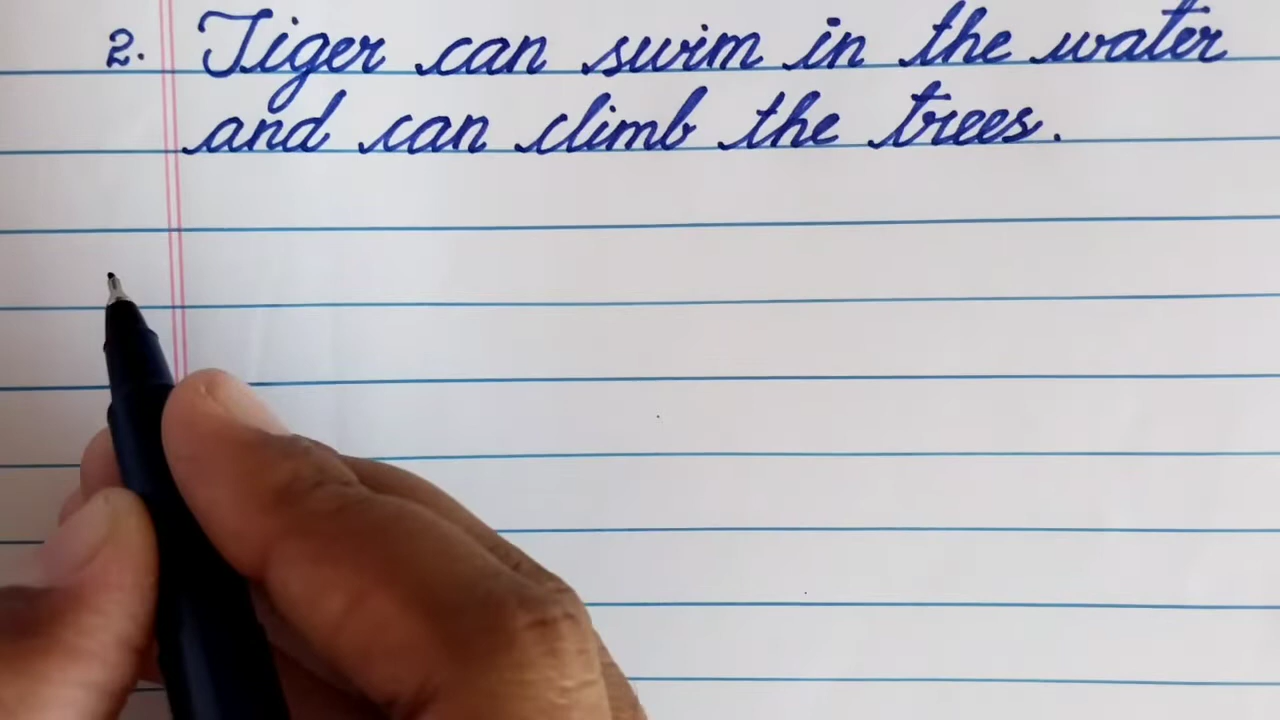 2. Tiger can swim in the water
and can climb the trees.